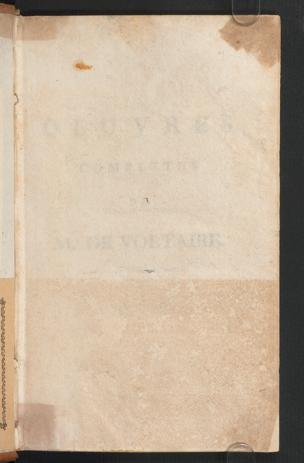 OEUVRES
COMPLETES
DE
M. DE VOLTAIRE.